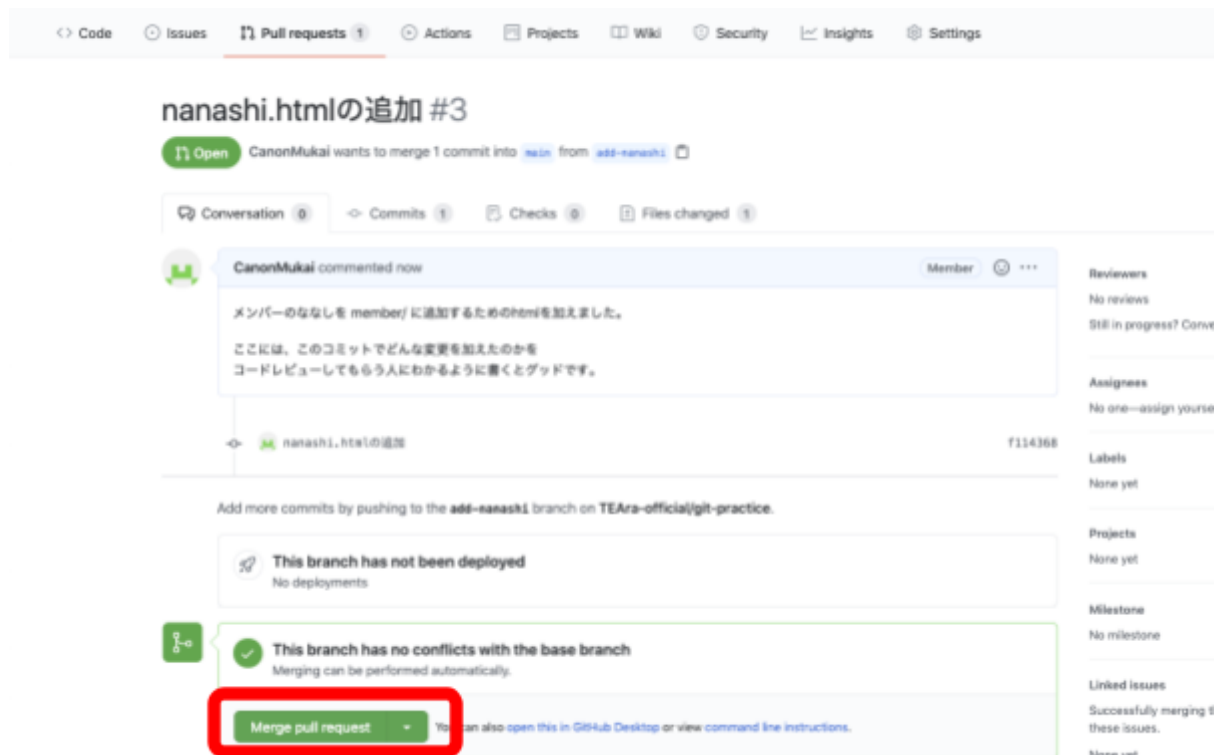 Code Issues Pull requests 1 Actions Projects Wiki Security Insights Settings
nanashi.htmlの追加 #3
Open CanonMukai wants to merge 1 commit into main from add-nanashi
Conversation 0 Commits 1 Checks 0 Files changed 1
CanonMukai commented now Member
メンバーのななしを member/ に追加するためのhtmlを加えました。
ここには、このコミットでどんな変更を加えたのかを
コードレビューしてもらう人にわかるように書くとグッドです。
nanashi.htmlの追加 f114368
Add more commits by pushing to the add-nanashi branch on TEAra-official/git-practice.
This branch has not been deployed
No deployments
This branch has no conflicts with the base branch
Merging can be performed automatically.
Merge pull request You can also open this in GitHub Desktop or view command line instructions.
Reviewers
No reviews
Still in progress? Conve
Assignees
No one—assign yourse
Labels
None yet
Projects
None yet
Milestone
No milestone
Linked issues
Successfully merging t
these issues.
None yet